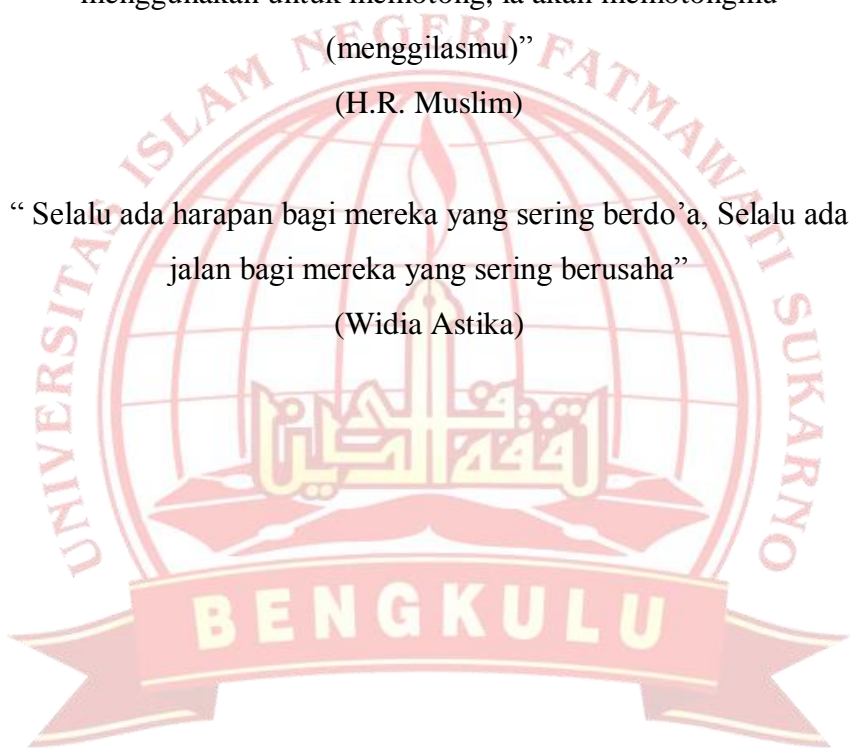 menggunakan untuk memotong, ia akan memotongmu
(menggilasmu)”
(H.R. Muslim)
“ Selalu ada harapan bagi mereka yang sering berdo’a, Selalu ada
jalan bagi mereka yang sering berusaha”
(Widia Astika)
UNIVERSITAS ISLAM NEGERI FATMAWATI SUKARNO
BENGKULU